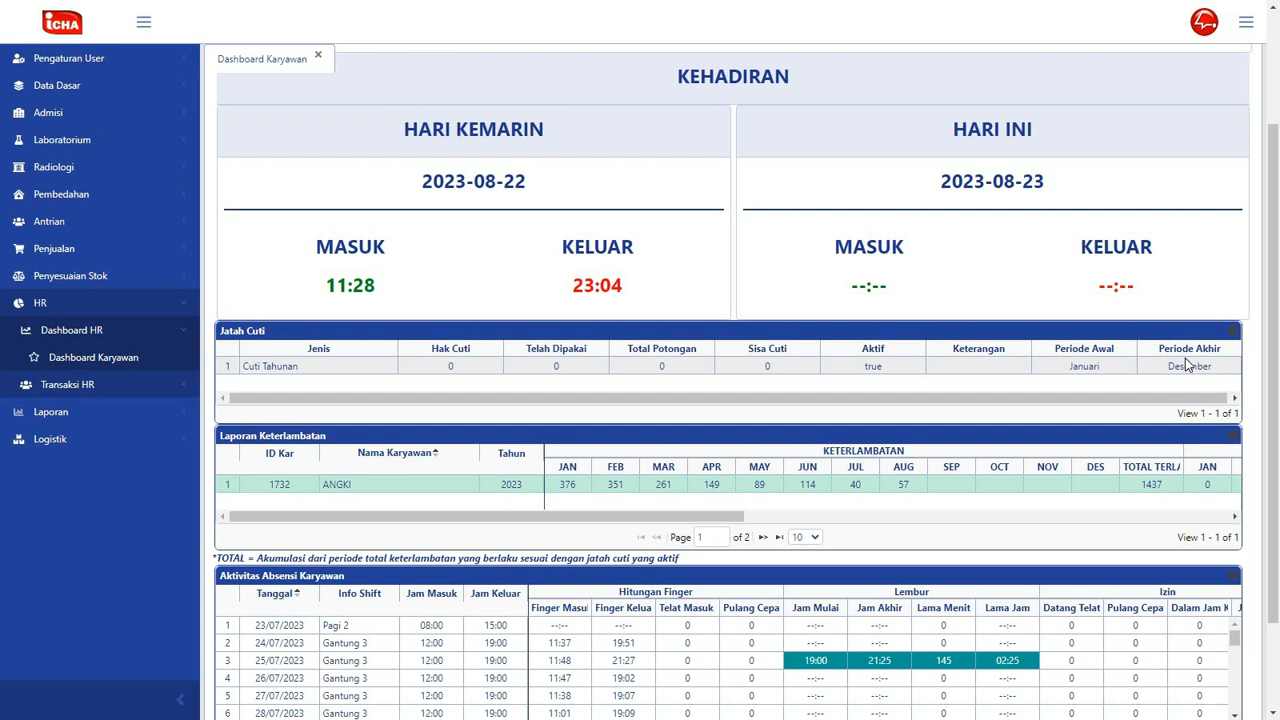 iCHA
Pengaturan User
Data Dasar
Admisi
Laboratorium
Radiologi
Pembedahan
Antrian
Penjualan
Penyesuaian Stok
HR
Dashboard HR
Dashboard Karyawan
Transaksi HR
Laporan
Logistik
Dashboard Karyawan
KEHADIRAN
HARI KEMARIN HARI INI
2023-08-22 2023-08-23
MASUK KELUAR MASUK KELUAR
11:28 23:04 --:-- --:--
Jatah Cuti
Jenis Hak Cuti Telah Dipakai Total Potongan Sisa Cuti Aktif Keterangan Periode Awal Periode Akhir
1 Cuti Tahunan 0 0 0 0 true Januari Desember
View 1 - 1 of 1
Laporan Keterlambatan
ID Kar Nama Karyawan Tahun KETERLAMBATAN
JAN FEB MAR APR MAY JUN JUL AUG SEP OCT NOV DES TOTAL TERLA JAN
1 1732 ANGKI 2023 376 351 261 149 89 114 40 57 1437 0
Page 1 of 2 10 View 1 - 1 of 1
*TOTAL = Akumulasi dari periode total keterlambatan yang berlaku sesuai dengan jatah cuti yang aktif
Aktivitas Absensi Karyawan
Tanggal Info Shift Jam Masuk Jam Keluar Hitungan Finger Lembur Izin
Finger Masu Finger Kelua Telat Masuk Pulang Cepa Jam Mulai Jam Akhir Lama Menit Lama Jam Datang Telat Pulang Cepa Dalam Jam K
1 23/07/2023 Pagi 2 08:00 15:00 --:-- --:-- 0 0 --:-- --:-- 0 --:-- 0 0 0
2 24/07/2023 Gantung 3 12:00 19:00 11:37 19:51 0 0 --:-- --:-- 0 --:-- 0 0 0
3 25/07/2023 Gantung 3 12:00 19:00 11:48 21:27 0 0 19:00 21:25 145 02:25 0 0 0
4 26/07/2023 Gantung 3 12:00 19:00 11:47 19:02 0 0 --:-- --:-- 0 --:-- 0 0 0
5 27/07/2023 Gantung 3 12:00 19:00 11:38 19:07 0 0 --:-- --:-- 0 --:-- 0 0 0
6 28/07/2023 Gantung 3 12:00 19:00 11:01 19:09 0 0 --:-- --:-- 0 --:-- 0 0 0